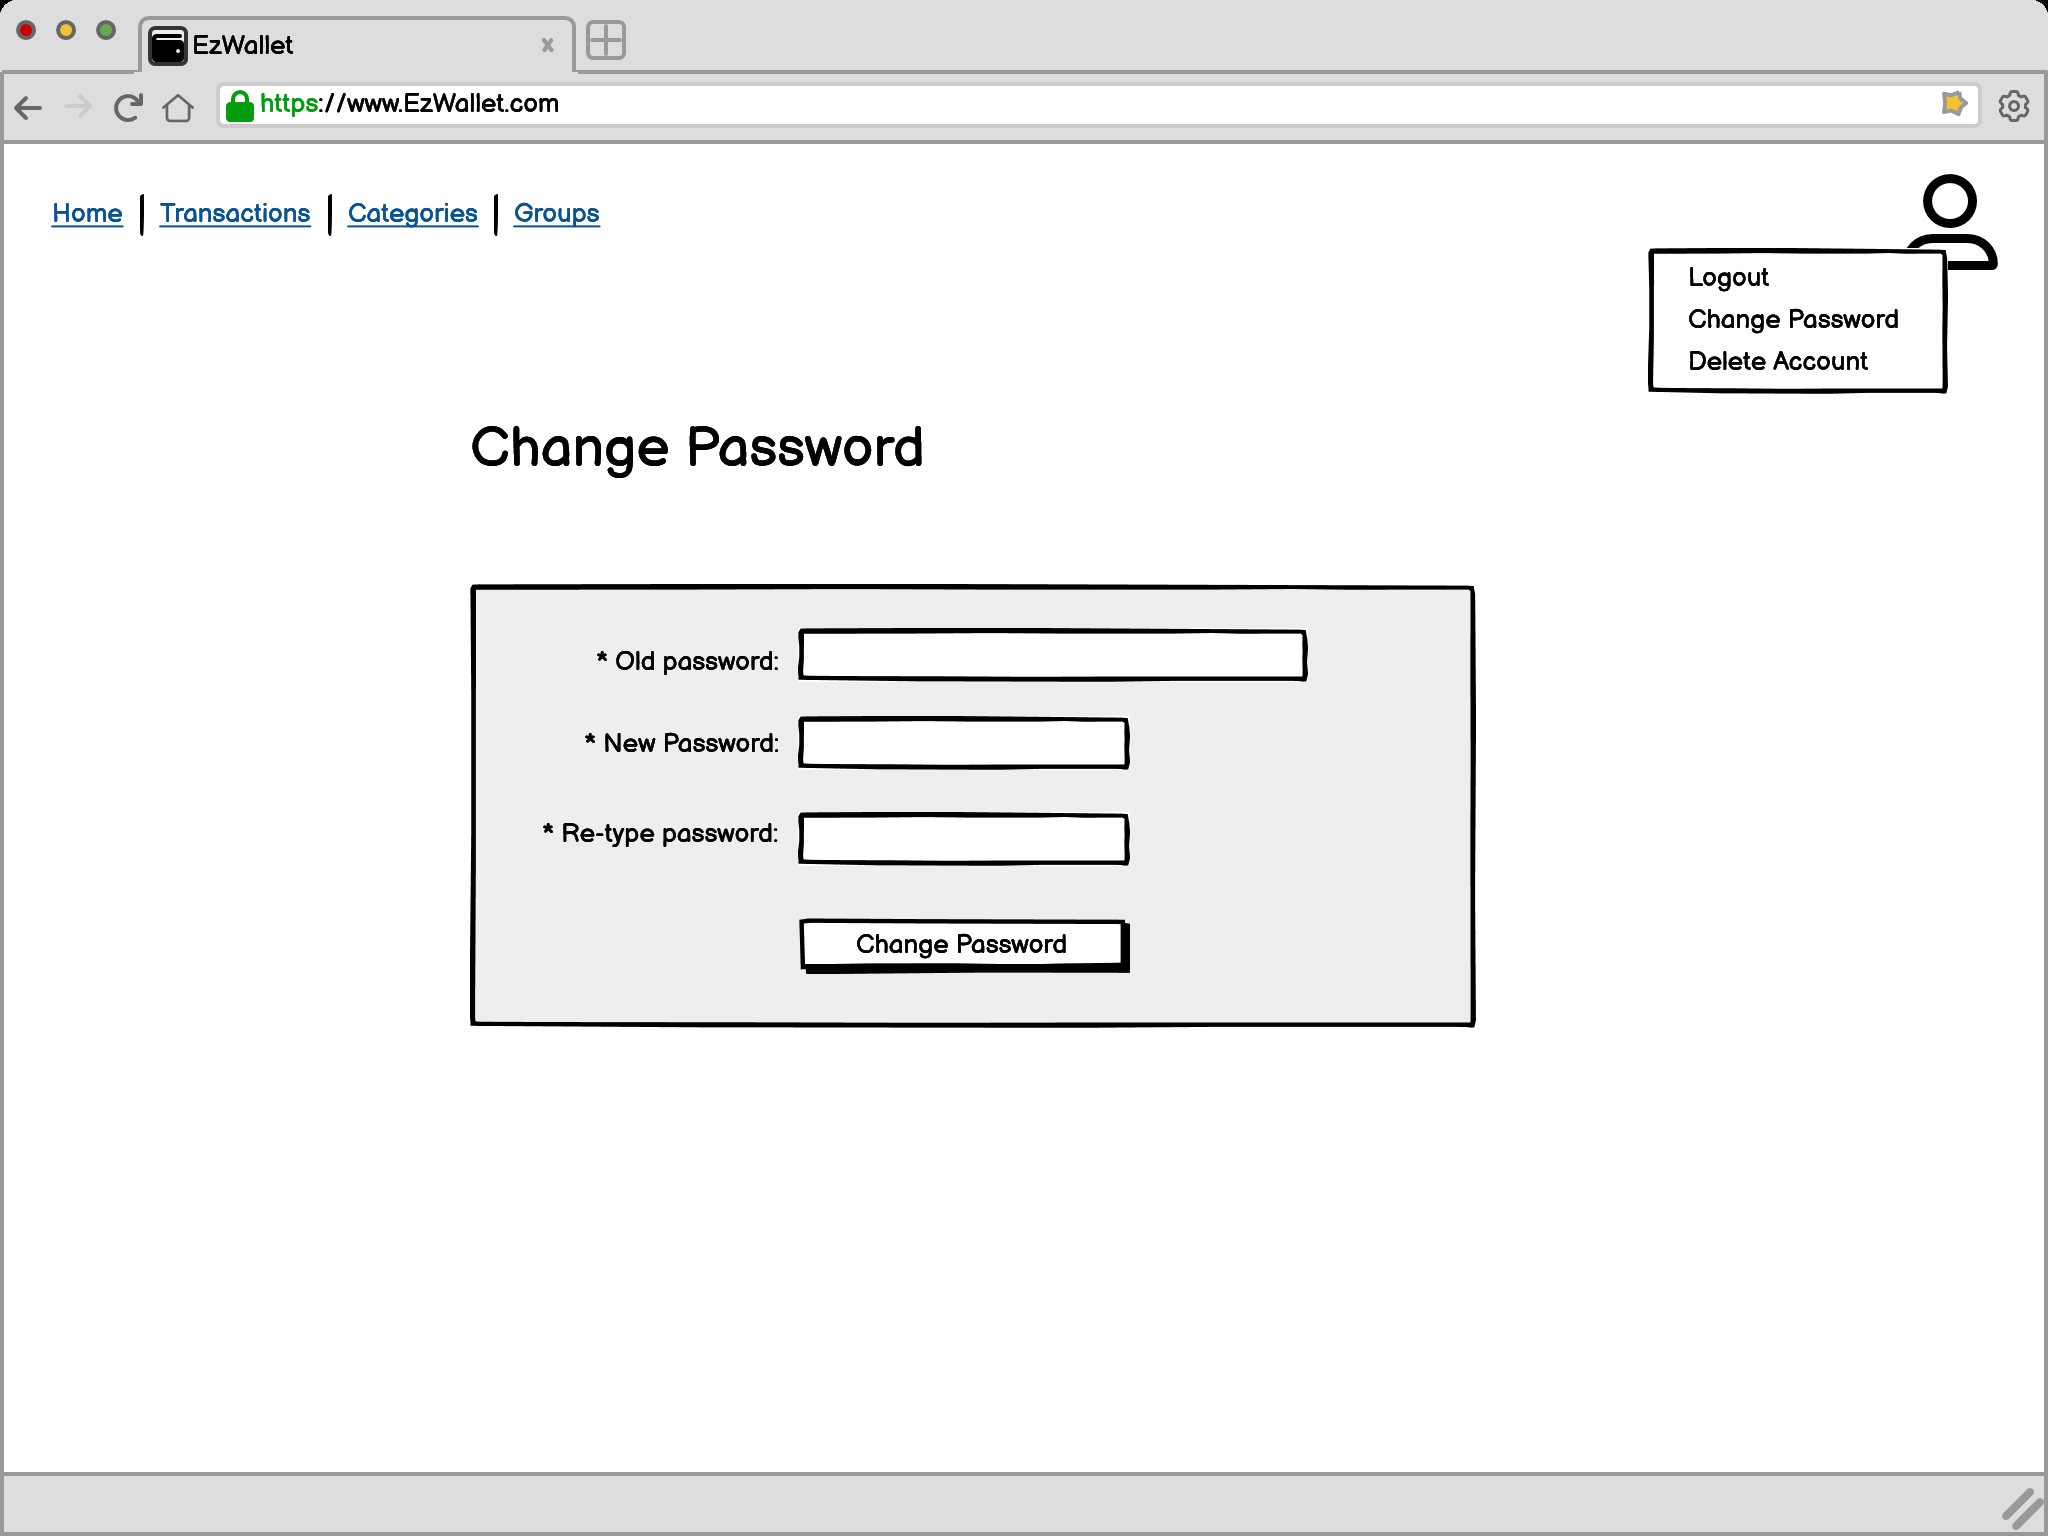 EzWallet
https://www.EzWallet.com
Home
Transactions
Categories
Groups
Logout
Change Password
Delete Account
Change Password
* Old password:
* New Password:
* Re-type password:
Change Password